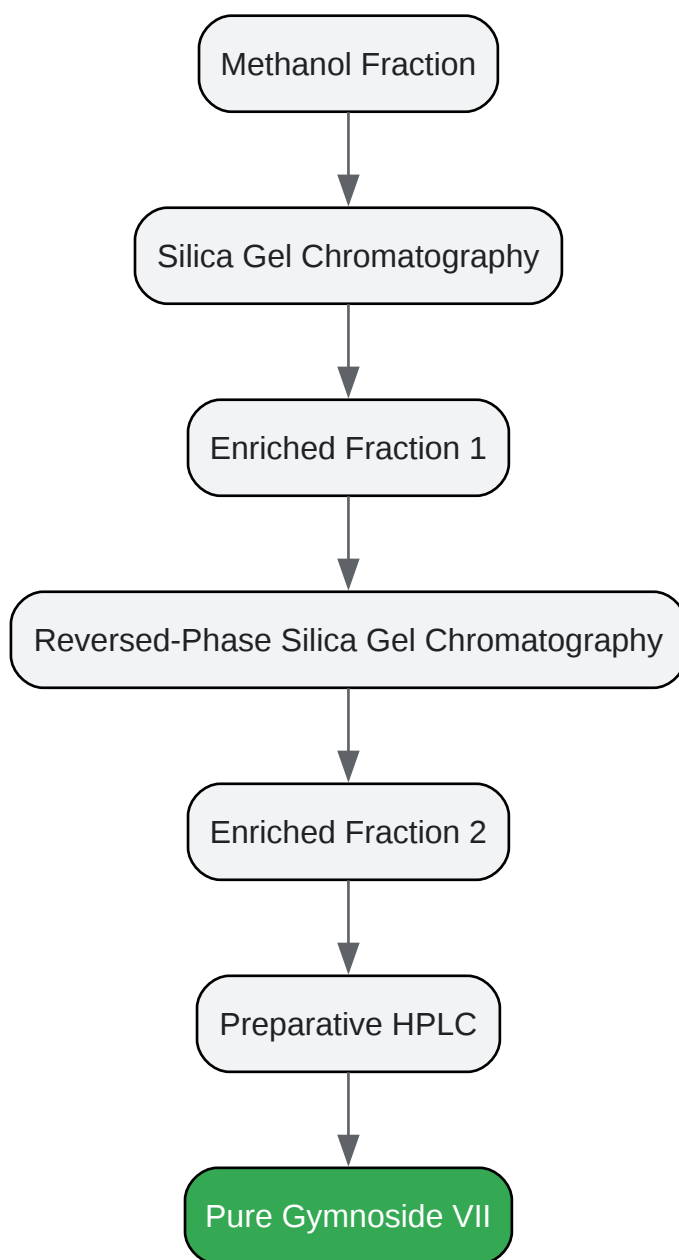 Methanol Fraction
Silica Gel Chromatography
Enriched Fraction 1
Reversed-Phase Silica Gel Chromatography
Enriched Fraction 2
Preparative HPLC
Pure Gymnoside VII